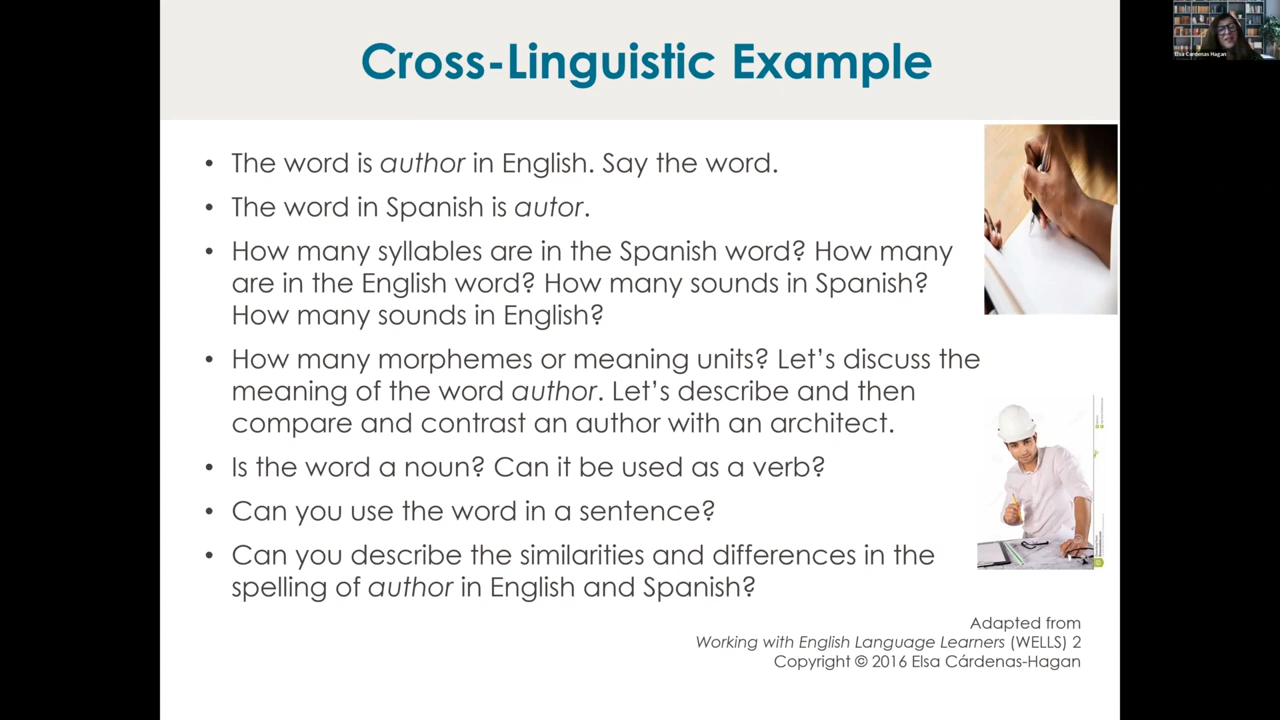 Cross-Linguistic Example
Elsa Cárdenas Hagan
• The word is author in English. Say the word.
• The word in Spanish is autor.
• How many syllables are in the Spanish word? How many
are in the English word? How many sounds in Spanish?
How many sounds in English?
• How many morphemes or meaning units? Let’s discuss the
meaning of the word author. Let’s describe and then
compare and contrast an author with an architect.
• Is the word a noun? Can it be used as a verb?
• Can you use the word in a sentence?
• Can you describe the similarities and differences in the
spelling of author in English and Spanish?
Adapted from
Working with English Language Learners (WELLS) 2
Copyright © 2016 Elsa Cárdenas-Hagan